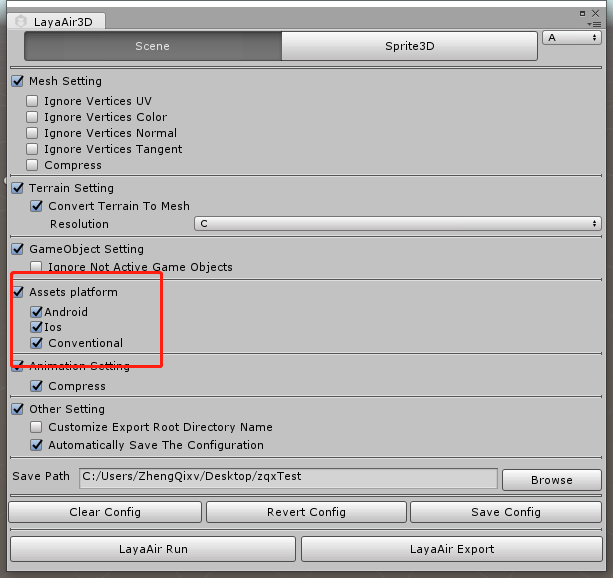 LayaAir3D
Scene
Sprite3D
A
Mesh Setting
Ignore Vertices UV
Ignore Vertices Color
Ignore Vertices Normal
Ignore Vertices Tangent
Compress
Terrain Setting
Convert Terrain To Mesh
Resolution
C
GameObject Setting
Ignore Not Active Game Objects
Assets platform
Android
Ios
Conventional
Animation Setting
Compress
Other Setting
Customize Export Root Directory Name
Automatically Save The Configuration
Save Path
C:/Users/ZhengQixv/Desktop/zqxTest
Browse
Clear Config
Revert Config
Save Config
LayaAir Run
LayaAir Export